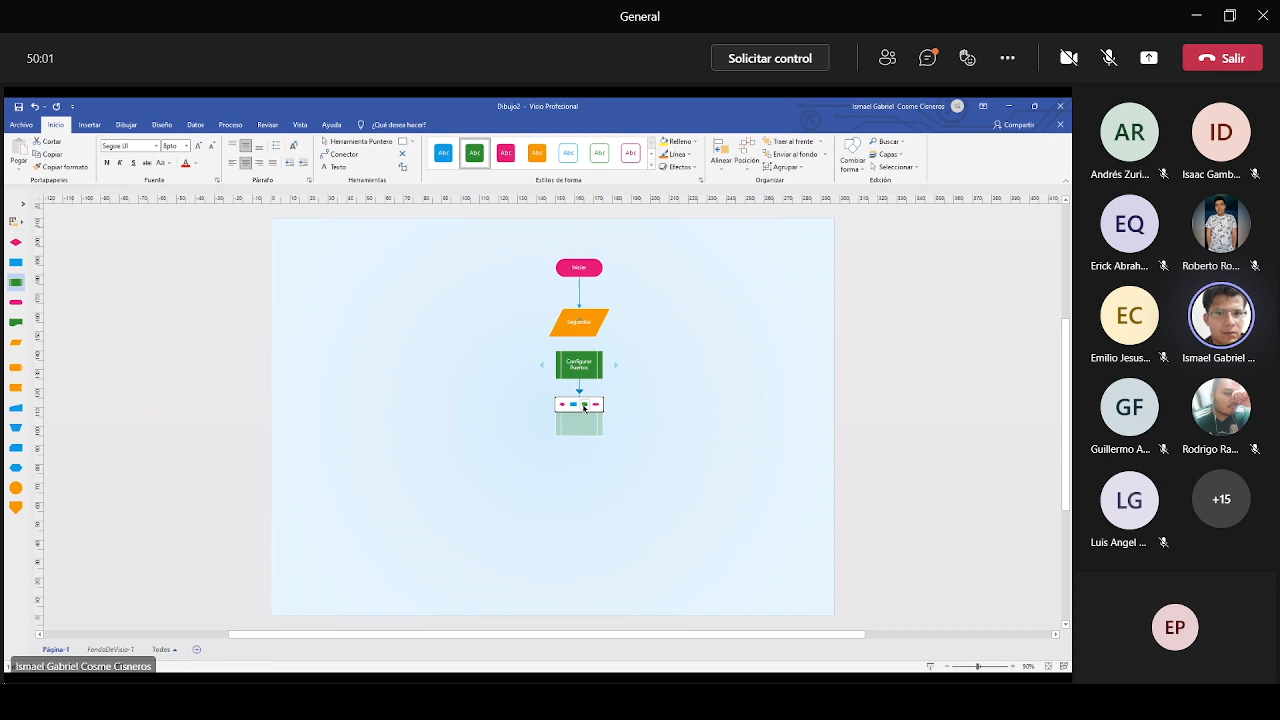 General
50:01
Solicitar control
Salir
Dibujo2 - Visio Profesional
Ismael Gabriel Cosme Cisneros
IG
Archivo
Inicio
Insertar
Dibujar
Diseño
Datos
Proceso
Revisar
Vista
Ayuda
¿Qué desea hacer?
Compartir
Pegar
Cortar
Copiar
Copiar formato
Portapapeles
Segoe UI
8pto
N
K
S
abc
Aa
A
Fuente
Párrafo
Herramienta Puntero
Conector
A Texto
Herramientas
Abc
Abc
Abc
Abc
Abc
Abc
Abc
Estilos de forma
Relleno
Línea
Efectos
Alinear
Posición
Traer al frente
Enviar al fondo
Agrupar
Organizar
Cambiar forma
Buscar
Capas
Seleccionar
Edición
Iniciar
Segundos
Configurar
Puertos
Página-1
FondoDeVisio-1
Todos
90%
Ismael Gabriel Cosme Cisneros
AR
Andrés Zuri...
ID
Isaac Gamb...
EQ
Erick Abrah...
Roberto Ro...
EC
Emilio Jesus...
Ismael Gabriel ...
GF
Guillermo A...
Rodrigo Ra...
LG
Luis Angel ...
+15
EP